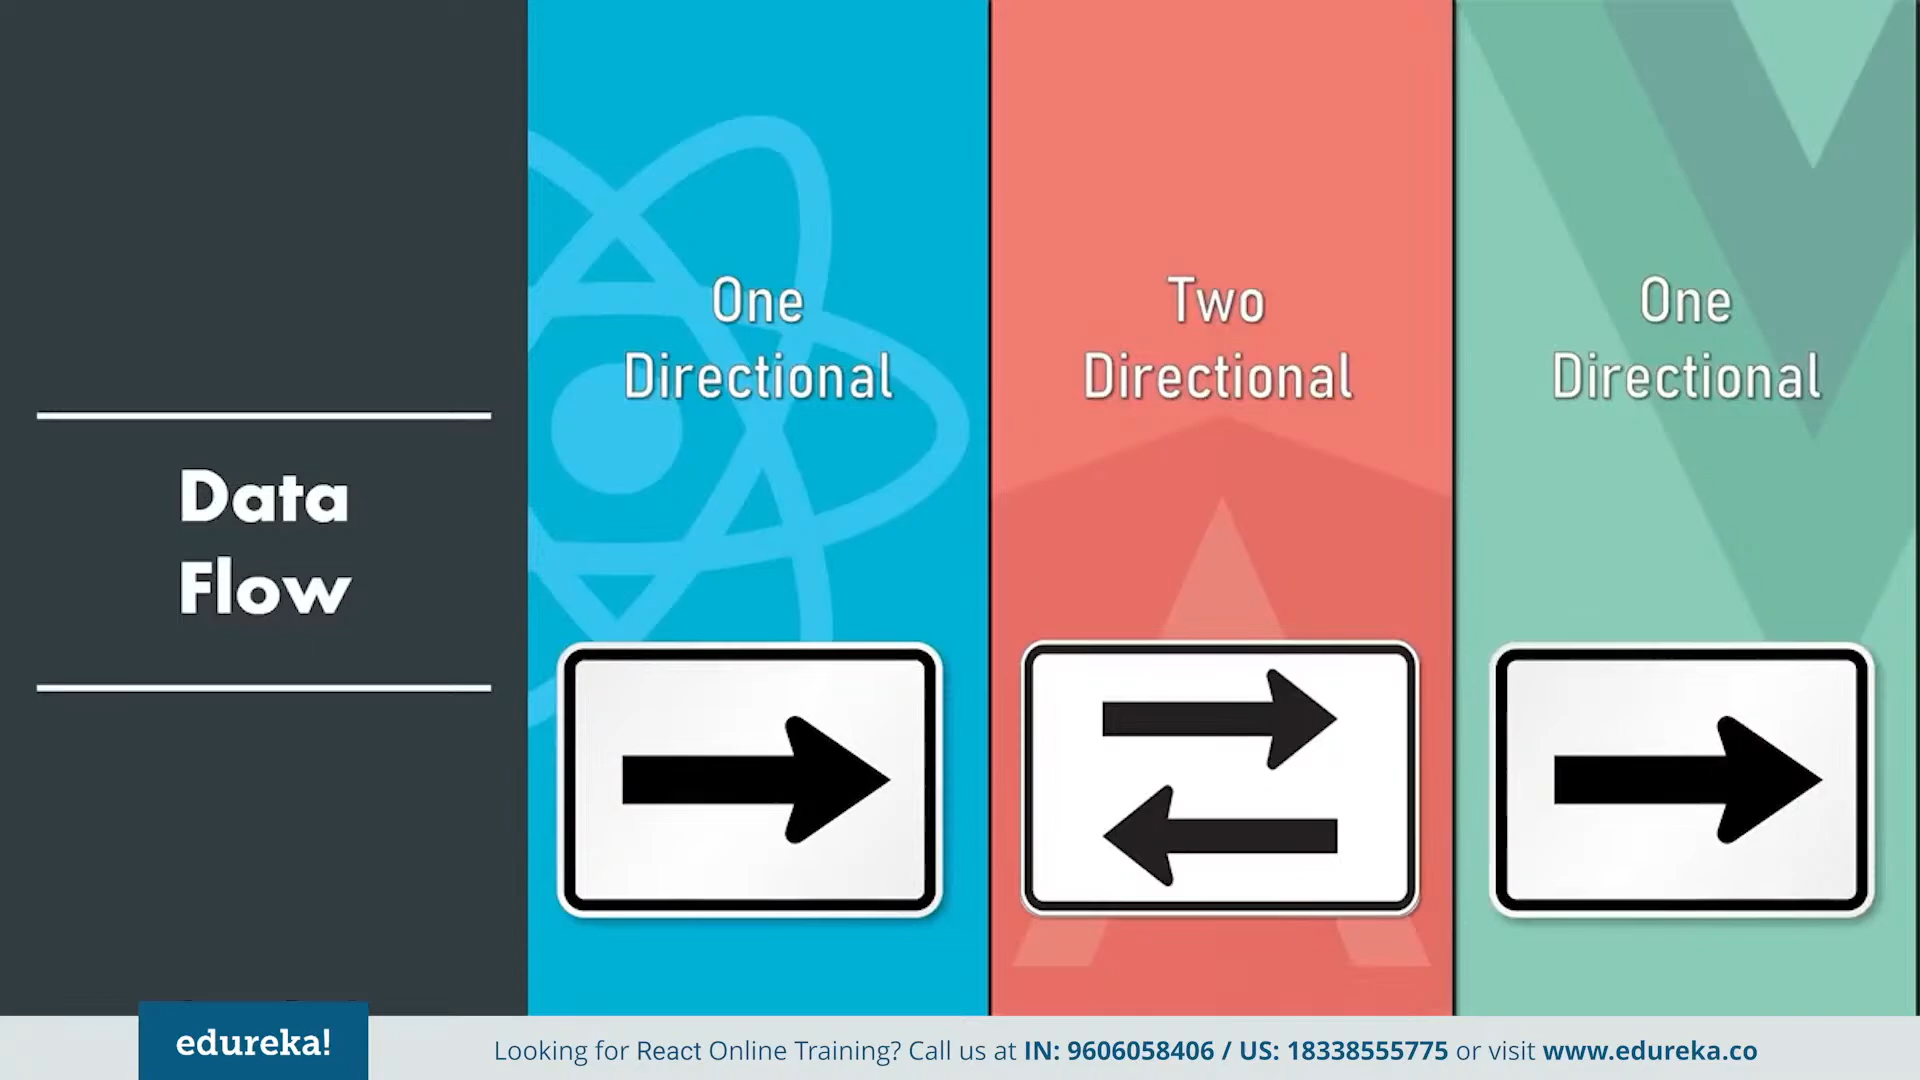 Data
Flow
One
Directional
Two
Directional
One
Directional
edureka!
Looking for React Online Training? Call us at IN: 9606058406 / US: 18338555775 or visit www.edureka.co